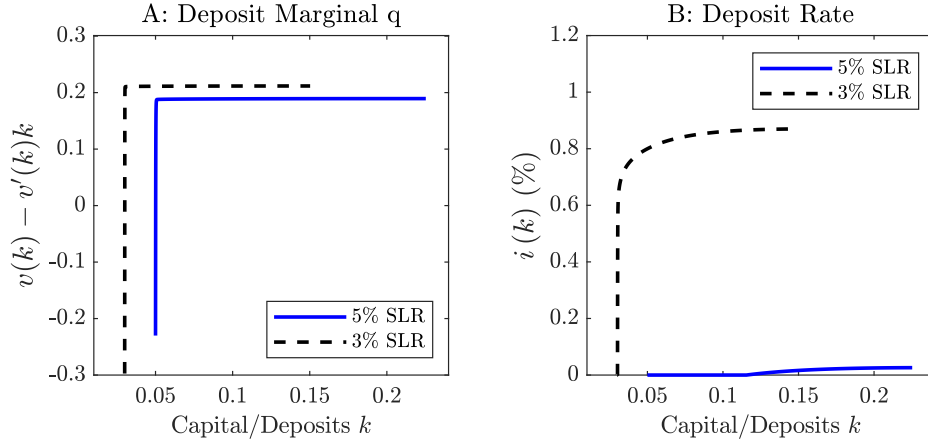 A: Deposit Marginal q
0.3
0.2
0.1
0
-0.1
-0.2
-0.3
v(k) − v′(k)k
5% SLR
3% SLR
0.05
0.1
0.15
0.2
Capital/Deposits k
B: Deposit Rate
1.2
1
0.8
0.6
0.4
0.2
0
i(k) (%)
5% SLR
3% SLR
0.05
0.1
0.15
0.2
Capital/Deposits k